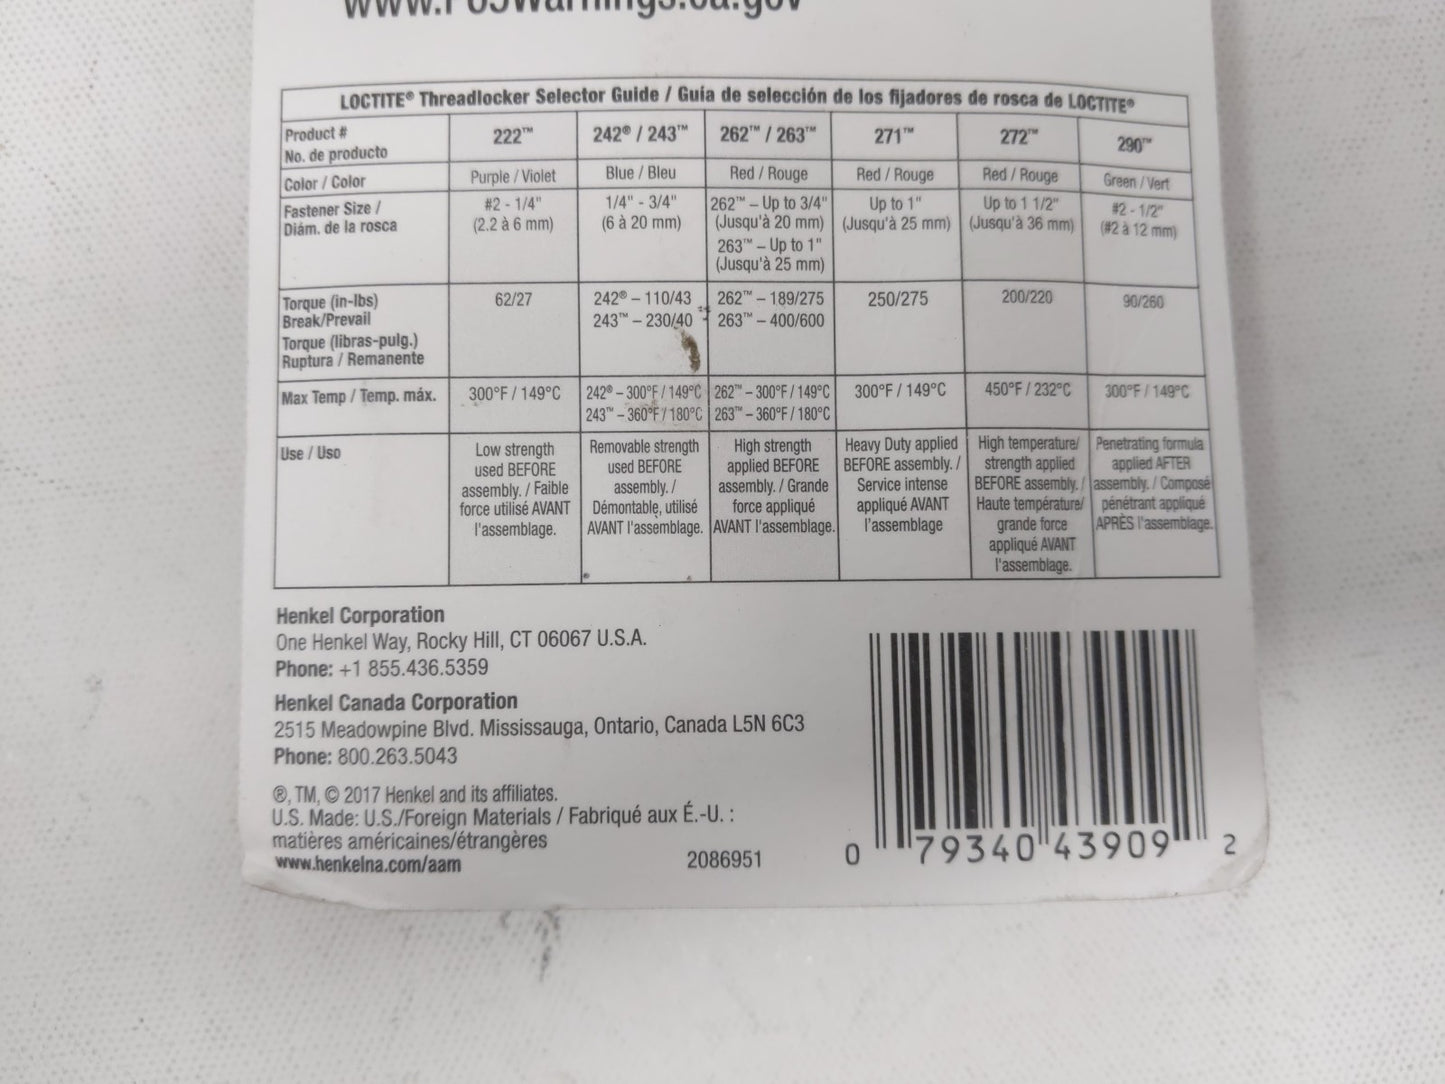 www.P65Warnings.ca.gov
LOCTITE® Threadlocker Selector Guide / Guía de selección de los fijadores de rosca de LOCTITE®
Product #
No. de producto
222™
242® / 243™
262™ / 263™
271™
272™
290™
Color / Color
Purple / Violet
Blue / Bleu
Red / Rouge
Red / Rouge
Red / Rouge
Green / Vert
Fastener Size /
Diám. de la rosca
#2 - 1/4"
(2.2 à 6 mm)
1/4" - 3/4"
(6 à 20 mm)
262™ – Up to 3/4"
(Jusqu'à 20 mm)
263™ – Up to 1"
(Jusqu'à 25 mm)
Up to 1"
(Jusqu'à 25 mm)
Up to 1 1/2"
(Jusqu'à 36 mm)
#2 - 1/2"
(#2 à 12 mm)
Torque (in-lbs)
Break/Prevail
Torque (libras-pulg.)
Ruptura / Remanente
62/27
242® – 110/43
243™ – 230/40
262™ – 189/275
263™ – 400/600
250/275
200/220
90/260
Max Temp / Temp. máx.
300°F / 149°C
242® – 300°F / 149°C
243™ – 360°F / 180°C
262™ – 300°F / 149°C
263™ – 360°F / 180°C
300°F / 149°C
450°F / 232°C
300°F / 149°C
Use / Uso
Low strength
used BEFORE
assembly. / Faible
force utilisé AVANT
l'assemblage.
Removable strength
used BEFORE
assembly. /
Démontable, utilisé
AVANT l'assemblage.
High strength
applied BEFORE
assembly. / Grande
force appliqué
AVANT l'assemblage.
Heavy Duty applied
BEFORE assembly. /
Service intense
appliqué AVANT
l'assemblage
High temperature/
strength applied
BEFORE assembly. /
Haute température/
grande force
appliqué AVANT
l'assemblage.
Penetrating formula
applied AFTER
assembly. / Composé
pénétrant appliqué
APRÈS l'assemblage.
Henkel Corporation
One Henkel Way, Rocky Hill, CT 06067 U.S.A.
Phone: +1 855.436.5359
Henkel Canada Corporation
2515 Meadowpine Blvd. Mississauga, Ontario, Canada L5N 6C3
Phone: 800.263.5043
®, TM, © 2017 Henkel and its affiliates.
U.S. Made: U.S./Foreign Materials / Fabriqué aux É.-U. :
matières américaines/étrangères
www.henkelna.com/aam
2086951
0 79340 43909 2